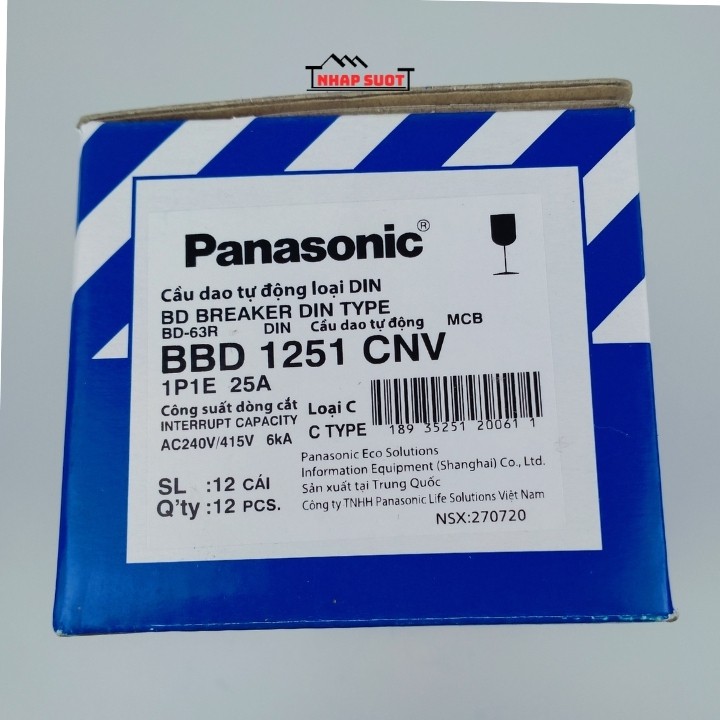 NHAP SUOT
Panasonic®
Cầu dao tự động loại DIN
BD BREAKER DIN TYPE
BD-63R DIN Cầu dao tự động MCB
BBD 1251 CNV
1P1E 25A
Công suất dòng cắt
INTERRUPT CAPACITY
AC240V/415V 6kA
Loại C
C TYPE
18 9 35251 20061 1
Panasonic Eco Solutions
Information Equipment (Shanghai) Co., Ltd.
Sản xuất tại Trung Quốc
Công ty TNHH Panasonic Life Solutions Việt Nam
SL :12 CÁI
Q'ty :12 PCS.
NSX:270720